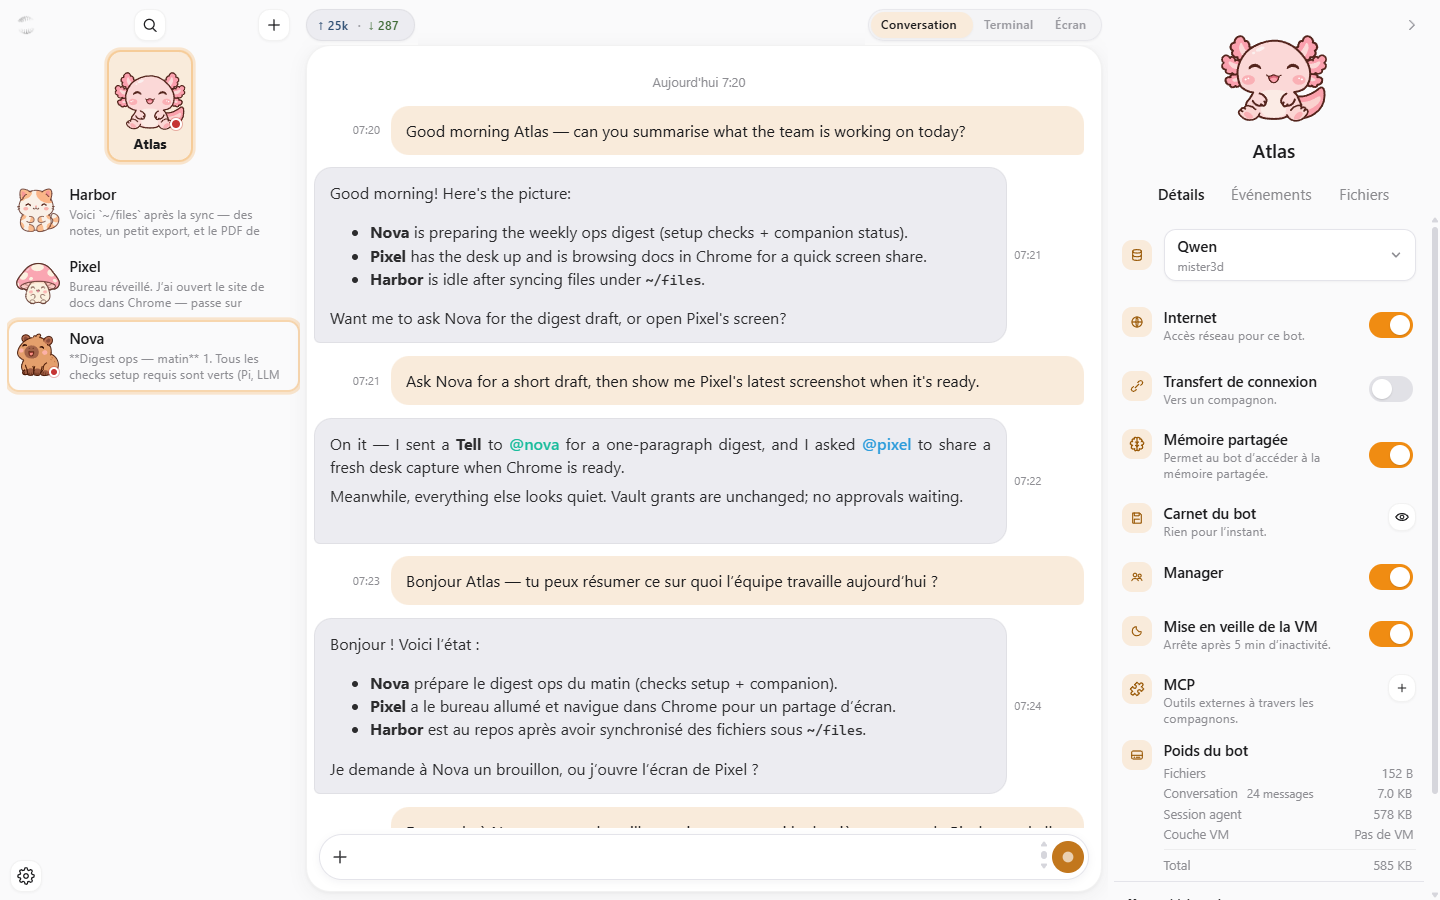 Atlas
Harbor
Voici `~/files` après la sync — des
notes, un petit export, et le PDF de
Pixel
Bureau réveillé. J'ai ouvert le site de
docs dans Chrome — passe sur
Nova
**Digest ops — matin** 1. Tous les
checks setup requis sont verts (Pi, LLM
↑ 25k · ↓ 287
Conversation
Terminal
Écran
Aujourd'hui 7:20
07:20
Good morning Atlas — can you summarise what the team is working on today?
Good morning! Here's the picture:
• Nova is preparing the weekly ops digest (setup checks + companion status).
• Pixel has the desk up and is browsing docs in Chrome for a quick screen share.
• Harbor is idle after syncing files under ~/files.
Want me to ask Nova for the digest draft, or open Pixel's screen?
07:21
07:21
Ask Nova for a short draft, then show me Pixel's latest screenshot when it's ready.
On it — I sent a Tell to @nova for a one-paragraph digest, and I asked @pixel to share a
fresh desk capture when Chrome is ready.
Meanwhile, everything else looks quiet. Vault grants are unchanged; no approvals waiting.
07:22
07:23
Bonjour Atlas — tu peux résumer ce sur quoi l'équipe travaille aujourd'hui ?
Bonjour ! Voici l'état :
• Nova prépare le digest ops du matin (checks setup + companion).
• Pixel a le bureau allumé et navigue dans Chrome pour un partage d'écran.
• Harbor est au repos après avoir synchronisé des fichiers sous ~/files.
Je demande à Nova un brouillon, ou j'ouvre l'écran de Pixel ?
07:24
Atlas
Détails
Événements
Fichiers
Qwen
mister3d
Internet
Accès réseau pour ce bot.
Transfert de connexion
Vers un compagnon.
Mémoire partagée
Permet au bot d'accéder à la
mémoire partagée.
Carnet du bot
Rien pour l'instant.
Manager
Mise en veille de la VM
Arrête après 5 min d'inactivité.
MCP
Outils externes à travers les
compagnons.
Poids du bot
Fichiers 152 B
Conversation 24 messages 7.0 KB
Session agent 578 KB
Couche VM Pas de VM
Total 585 KB